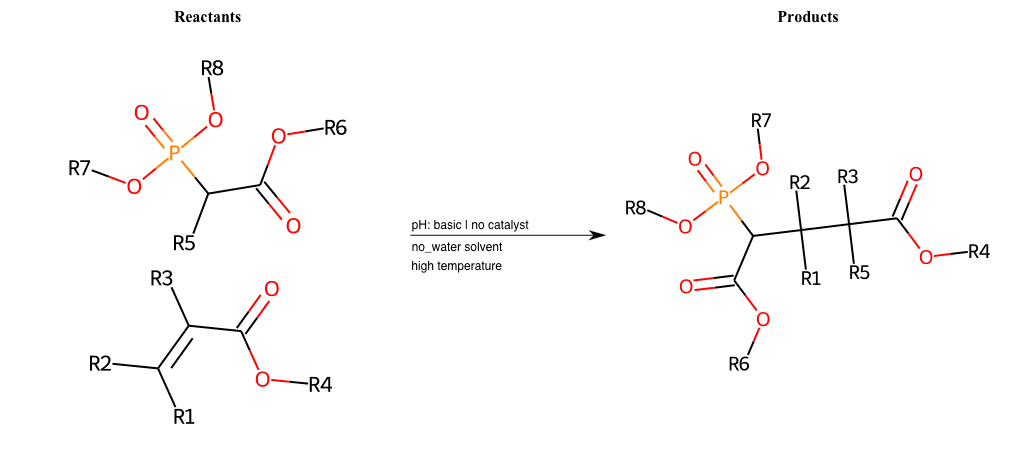 Reactants
Products
R8
O
O
O
R6
P
R7
O
O
R5
R3
O
R2
O
R4
R1
pH: basic | no catalyst
no_water solvent
high temperature
R7
O
O
R2
R3
O
P
R8
O
R4
O
R1
R5
O
O
R6